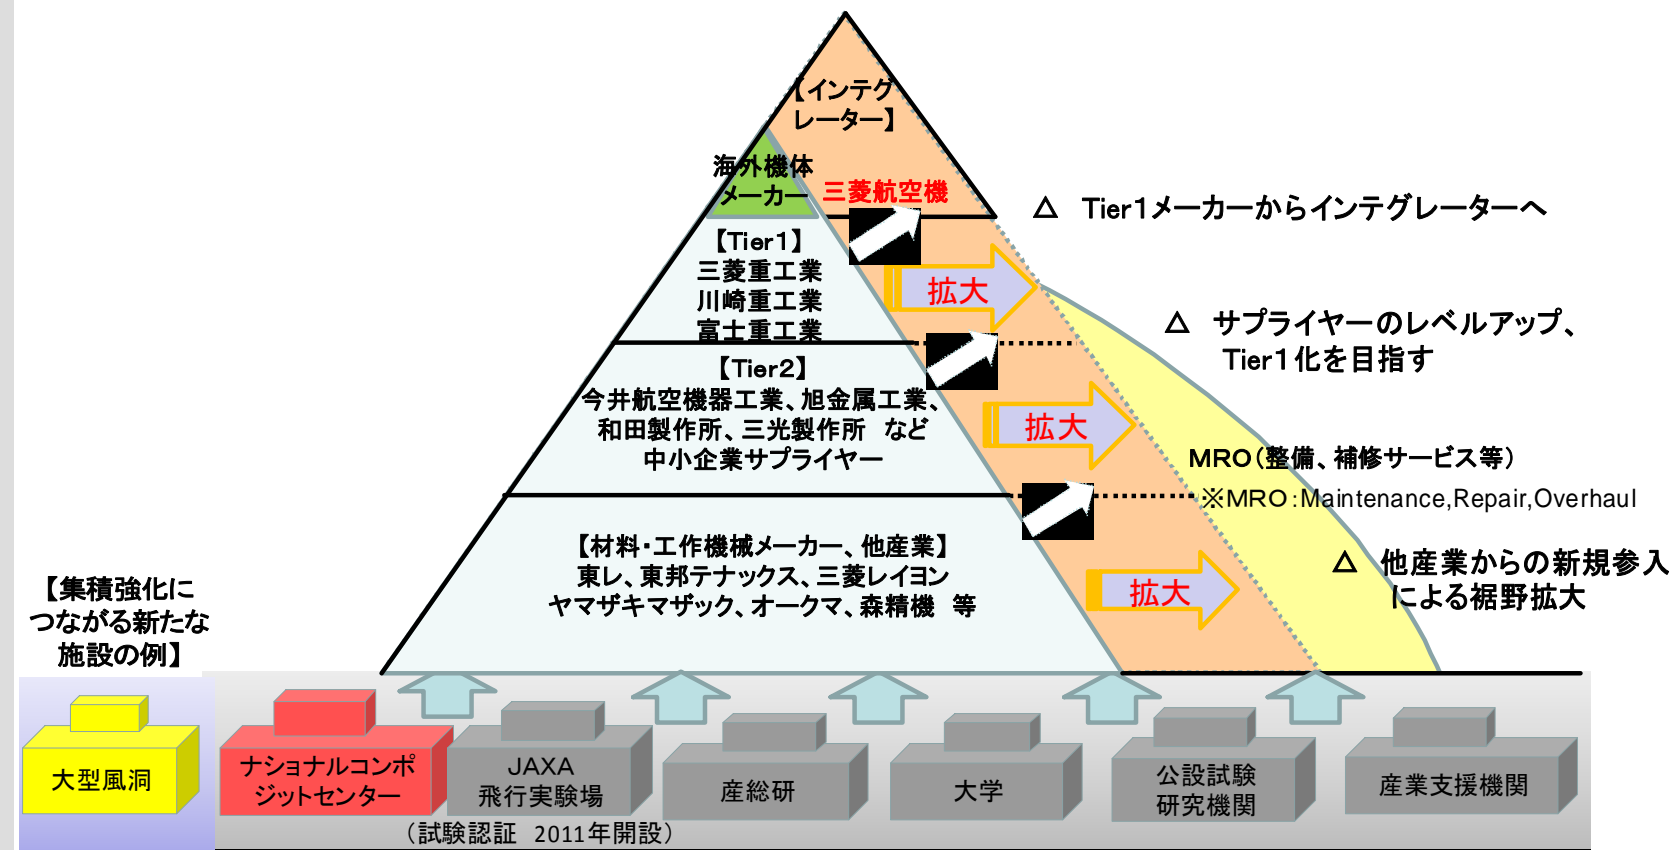 【インテグ
レーター】
海外機体
メーカー
三菱航空機
△ Tier1メーカーからインテグレーターへ
【Tier1】
三菱重工業
川崎重工業
富士重工業
拡大
△ サプライヤーのレベルアップ、
Tier1化を目指す
【Tier2】
今井航空機器工業、旭金属工業、
和田製作所、三光製作所 など
中小企業サプライヤー
拡大
MRO(整備、補修サービス等)
※MRO:Maintenance,Repair,Overhaul
【材料・工作機械メーカー、他産業】
東レ、東邦テナックス、三菱レイヨン
ヤマザキマザック、オークマ、森精機 等
拡大
△ 他産業からの新規参入
による裾野拡大
【集積強化に
つながる新たな
施設の例】
大型風洞
ナショナルコンポ
ジットセンター
JAXA
飛行実験場
産総研
大学
公設試験
研究機関
産業支援機関
(試験認証 2011年開設)